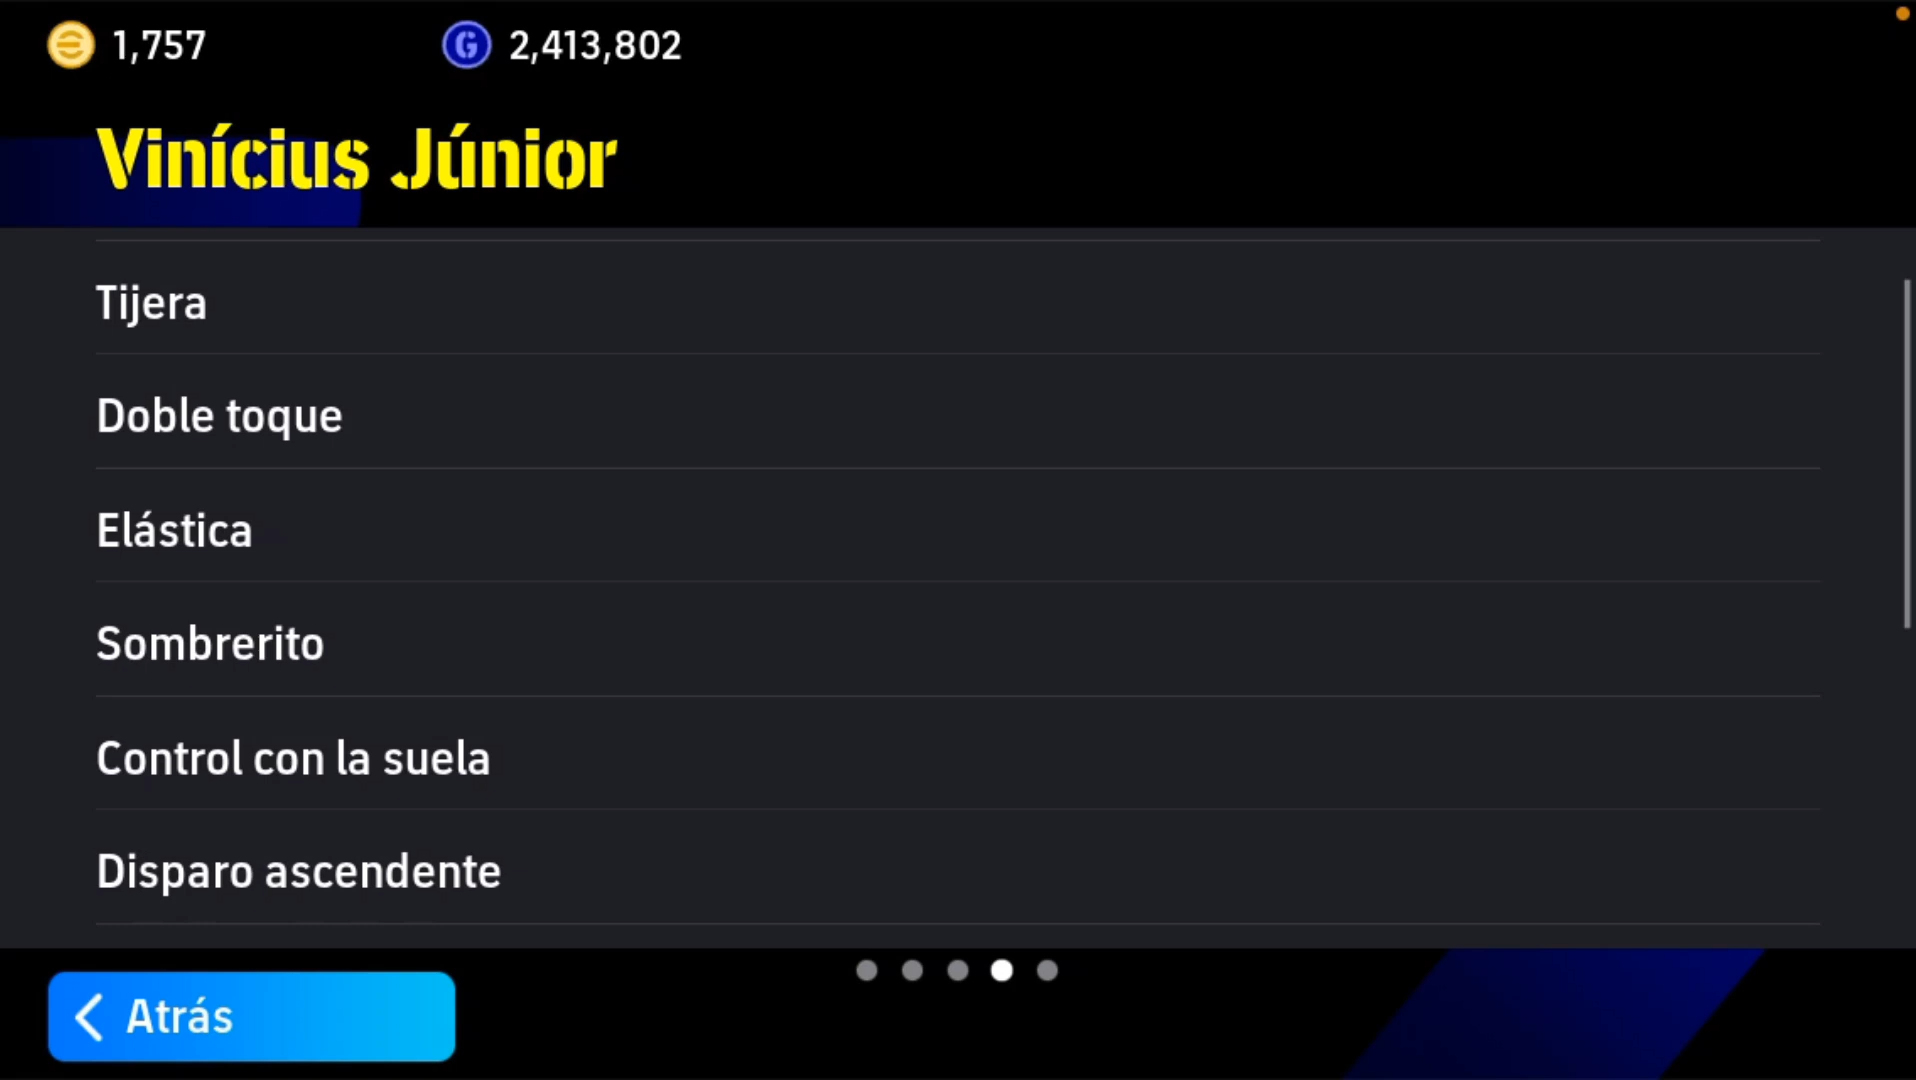 1,757
2,413,802
Vinícius Júnior
Tijera
Doble toque
Elástica
Sombrerito
Control con la suela
Disparo ascendente
Atrás